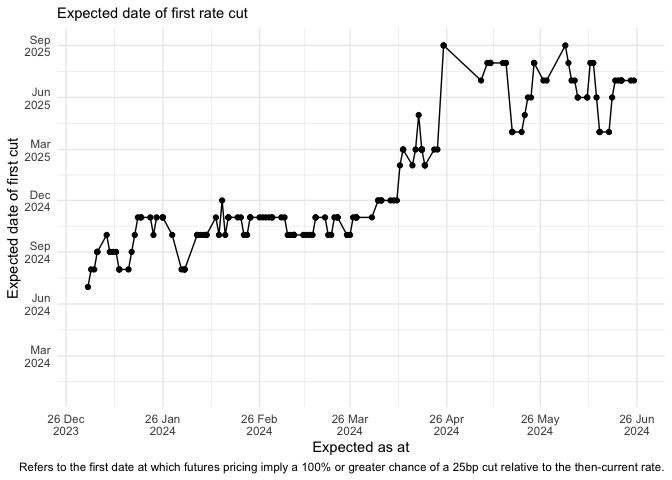 Expected date of first rate cut
Sep
2025
Jun
2025
Mar
2025
Dec
2024
Sep
2024
Jun
2024
Mar
2024
Expected date of first cut
26 Dec
2023
26 Jan
2024
26 Feb
2024
26 Mar
2024
26 Apr
2024
26 May
2024
26 Jun
2024
Expected as at
Refers to the first date at which futures pricing imply a 100% or greater chance of a 25bp cut relative to the then-current rate.